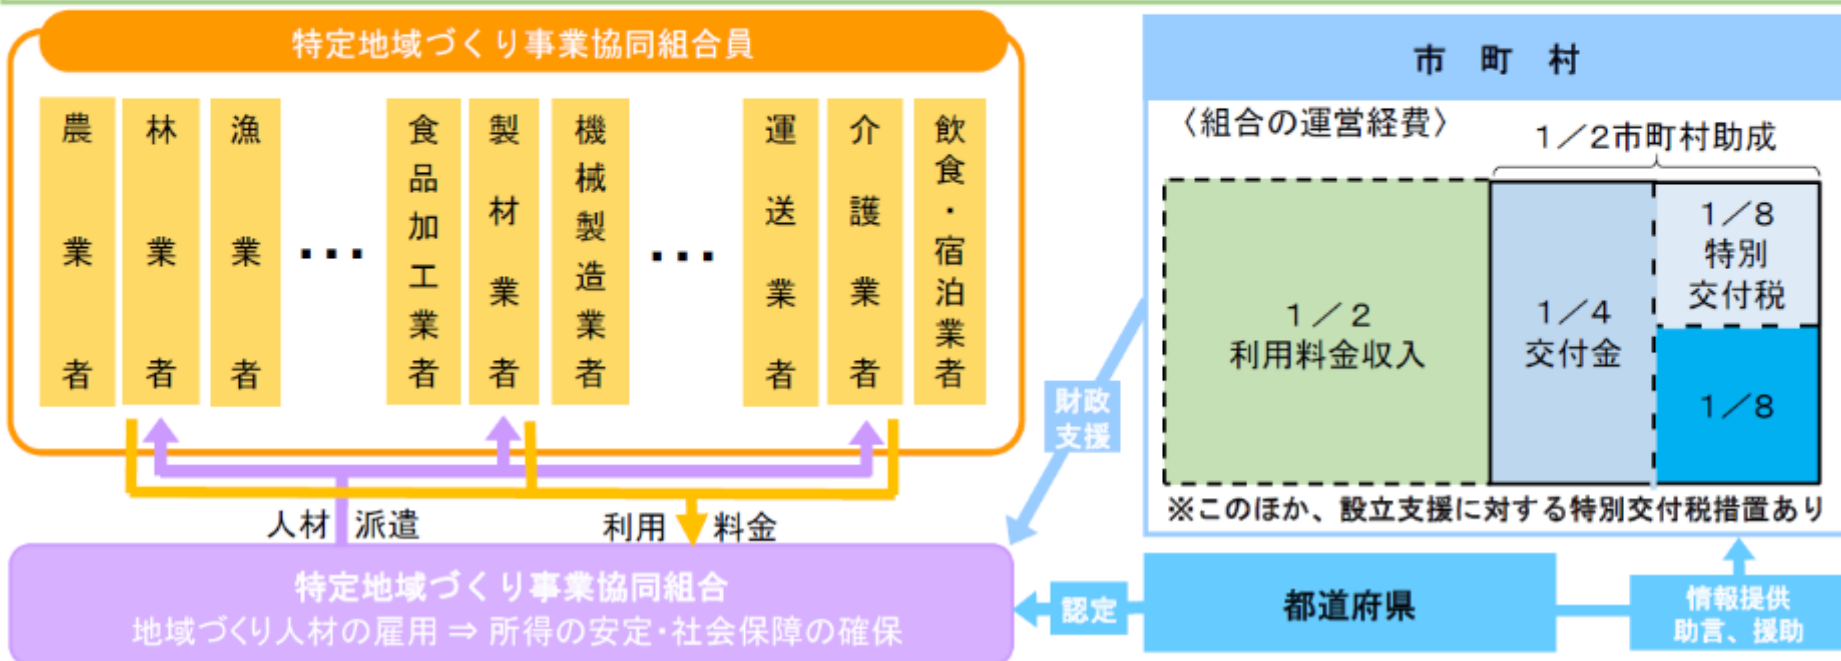 特定地域づくり事業協同組合員
農業者
林業者
漁業者
・・・
食品加工業者
製材業者
機械製造業者
・・・
運送業者
介護業者
飲食・宿泊業者
人材派遣
利用料金
特定地域づくり事業協同組合
地域づくり人材の雇用 ⇒ 所得の安定・社会保障の確保
市町村
〈組合の運営経費〉
1／2市町村助成
1／2
利用料金収入
1／4
交付金
1／8
特別
交付税
1／8
※このほか、設立支援に対する特別交付税措置あり
財政
支援
認定
都道府県
情報提供
助言、援助